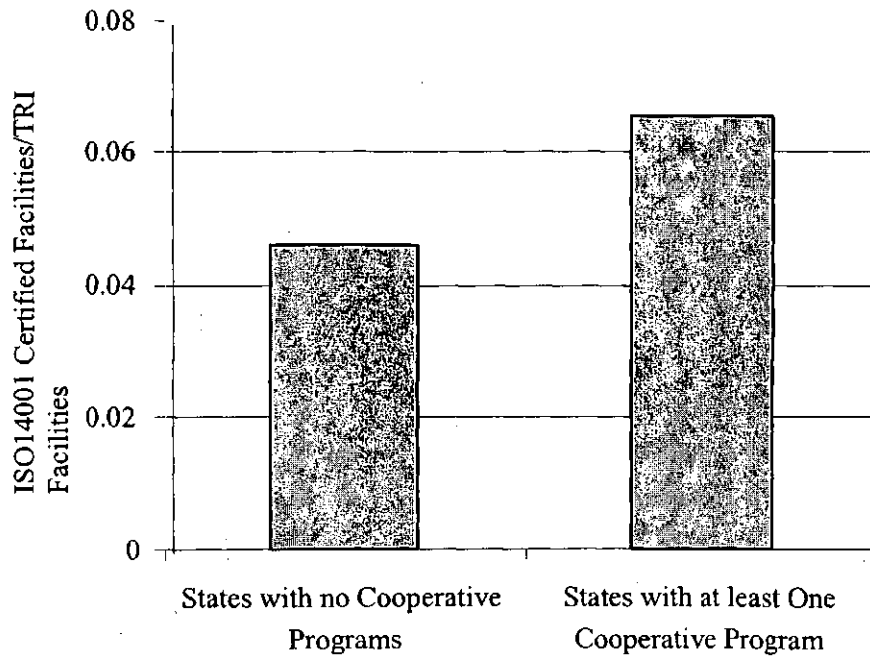 ISO14001 Certified Facilities/TRI
Facilities
0.08
0.06
0.04
0.02
0
States with no Cooperative
Programs
States with at least One
Cooperative Program